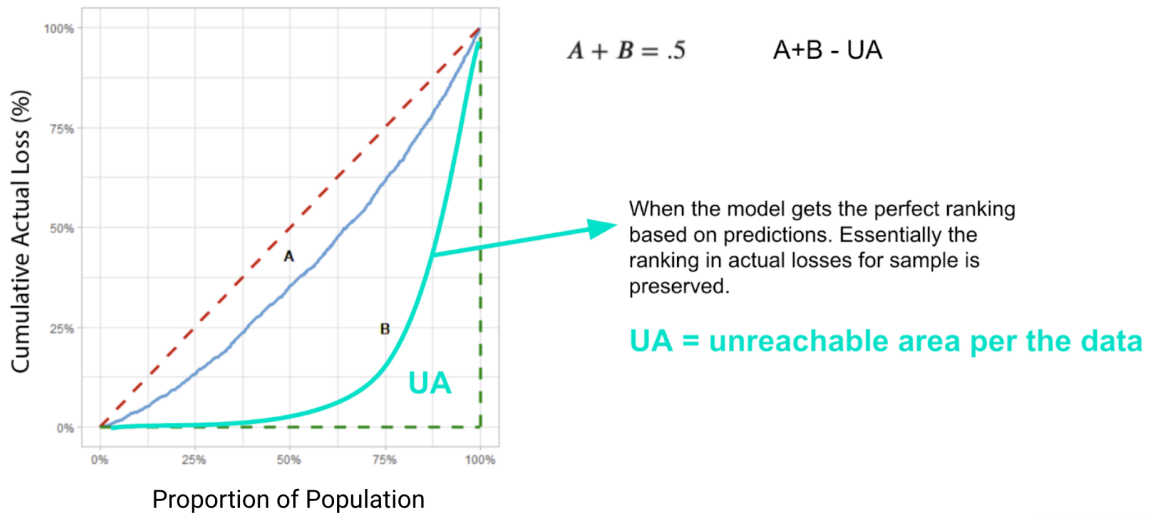 A + B = .5
A+B - UA
Cumulative Actual Loss (%)
100%
75%
50%
25%
0%
A
B
UA
0%
25%
50%
75%
100%
Proportion of Population
When the model gets the perfect ranking
based on predictions. Essentially the
ranking in actual losses for sample is
preserved.
UA = unreachable area per the data